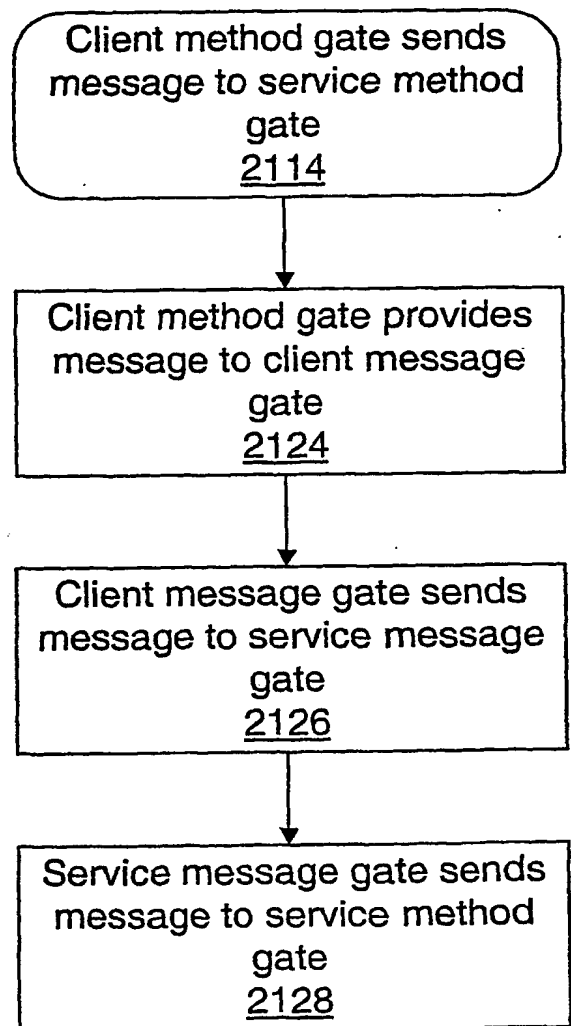 Client method gate sends
message to service method
gate
2114
Client method gate provides
message to client message
gate
2124
Client message gate sends
message to service message
gate
2126
Service message gate sends
message to service method
gate
2128